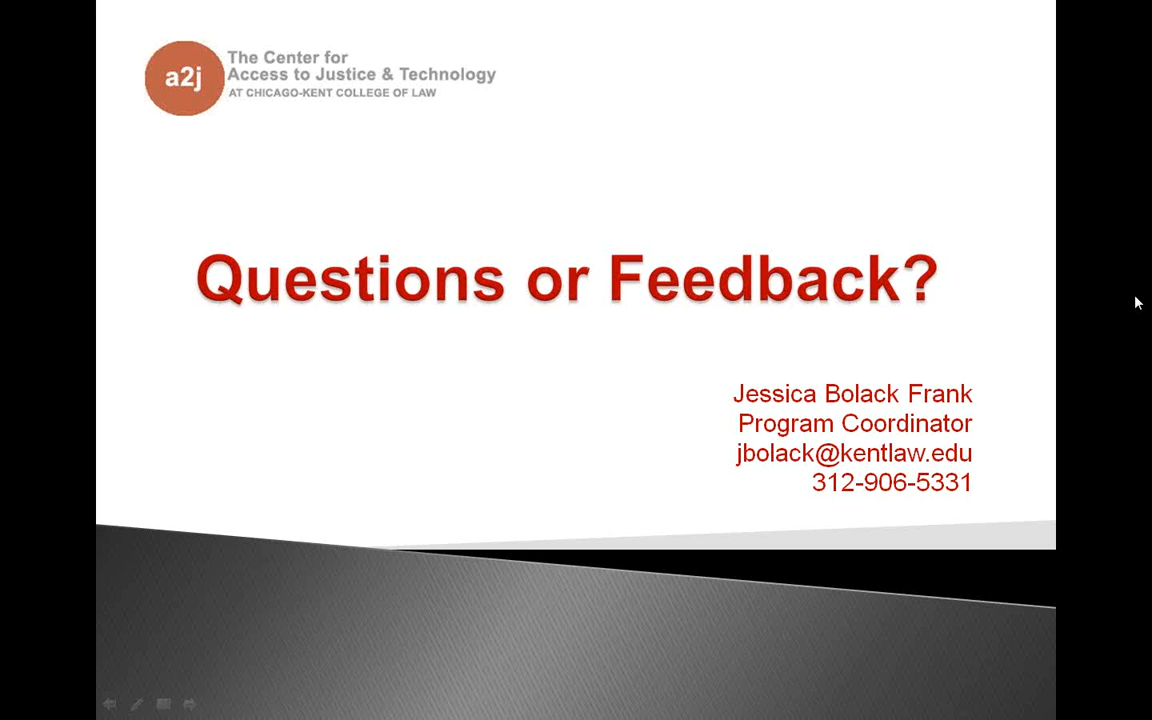 a2j
The Center for
Access to Justice & Technology
AT CHICAGO-KENT COLLEGE OF LAW
Questions or Feedback?
Jessica Bolack Frank
Program Coordinator
jbolack@kentlaw.edu
312-906-5331